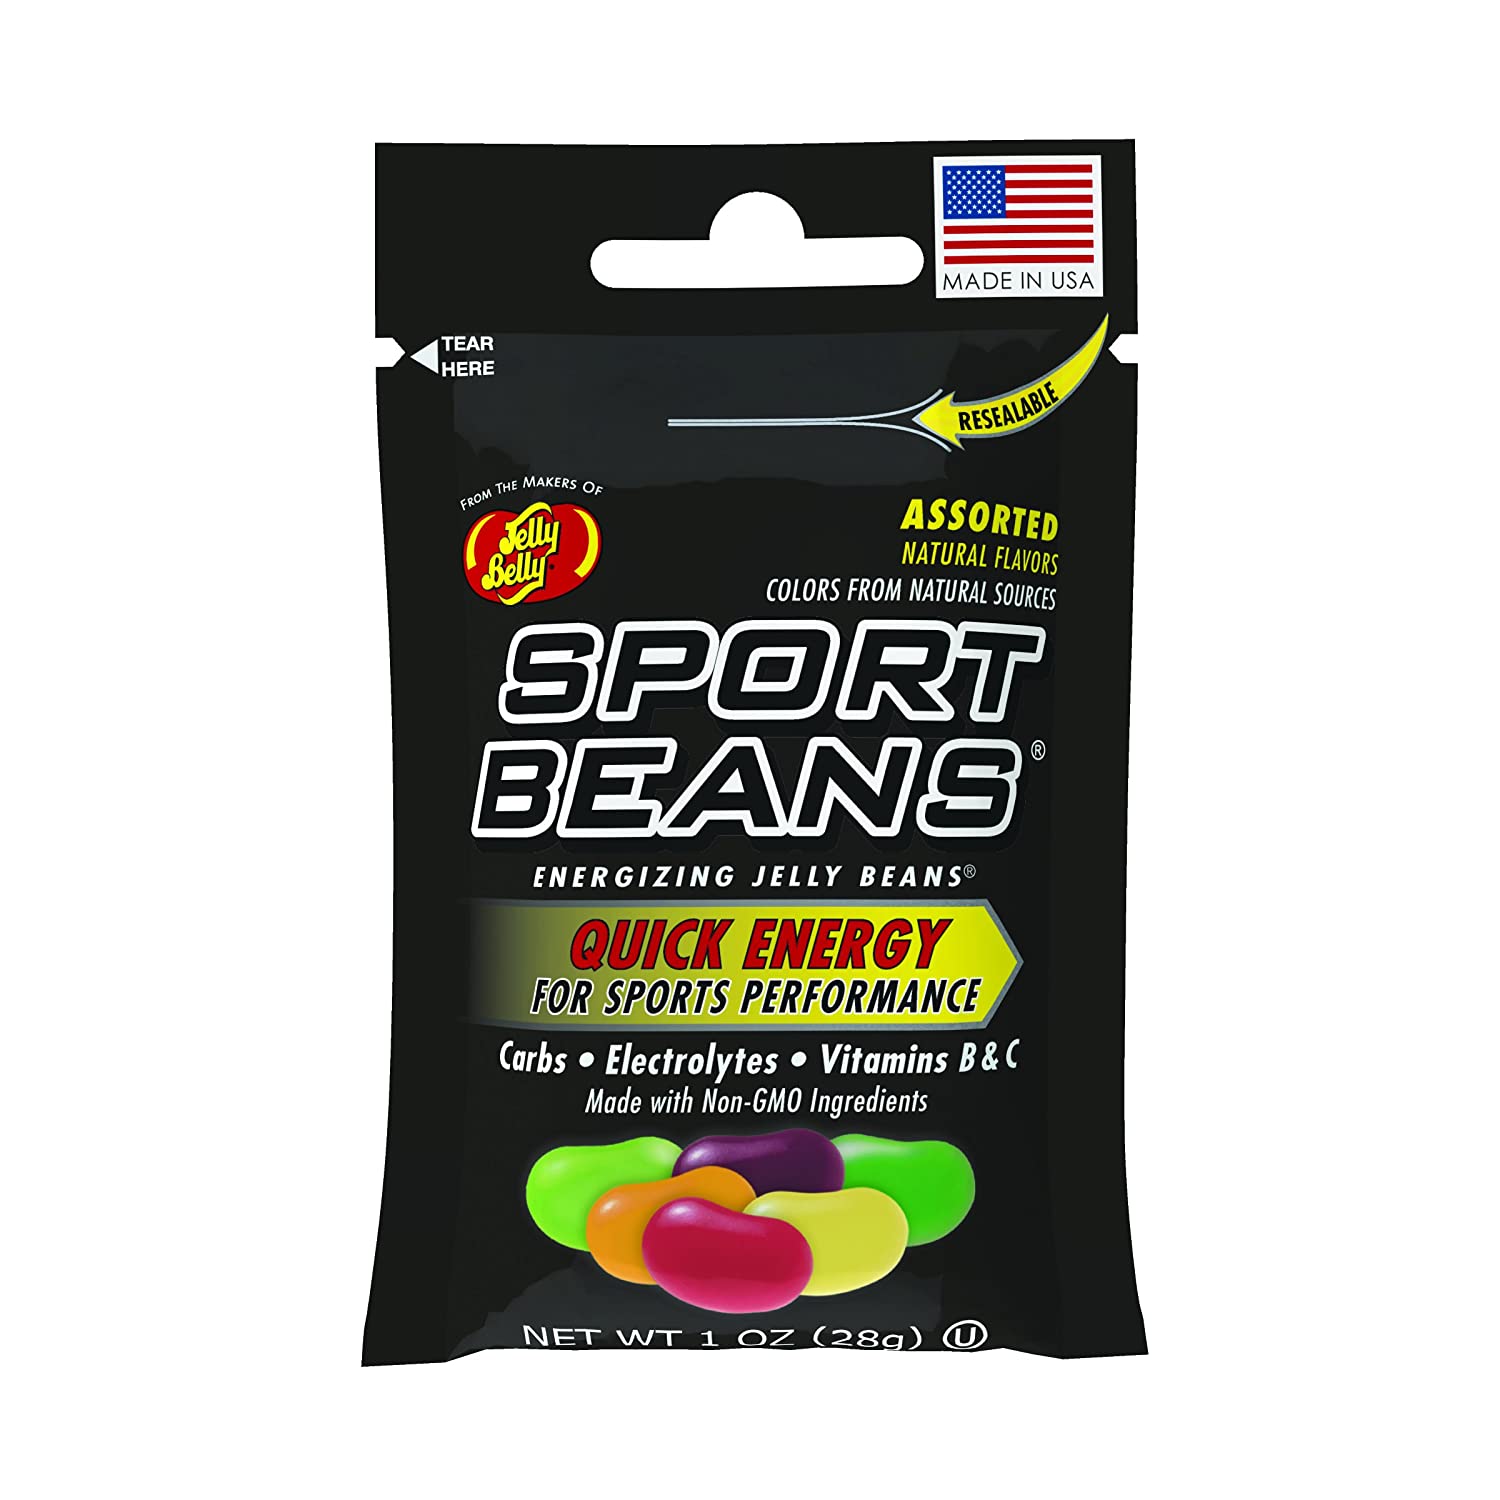 MADE IN USA
TEAR
HERE
RESEALABLE
FROM THE MAKERS OF
Jelly
Belly
ASSORTED
NATURAL FLAVORS
COLORS FROM NATURAL SOURCES
SPORT
BEANS®
ENERGIZING JELLY BEANS®
QUICK ENERGY
FOR SPORTS PERFORMANCE
Carbs • Electrolytes • Vitamins B & C
Made with Non-GMO Ingredients
NET WT 1 OZ (28g) U